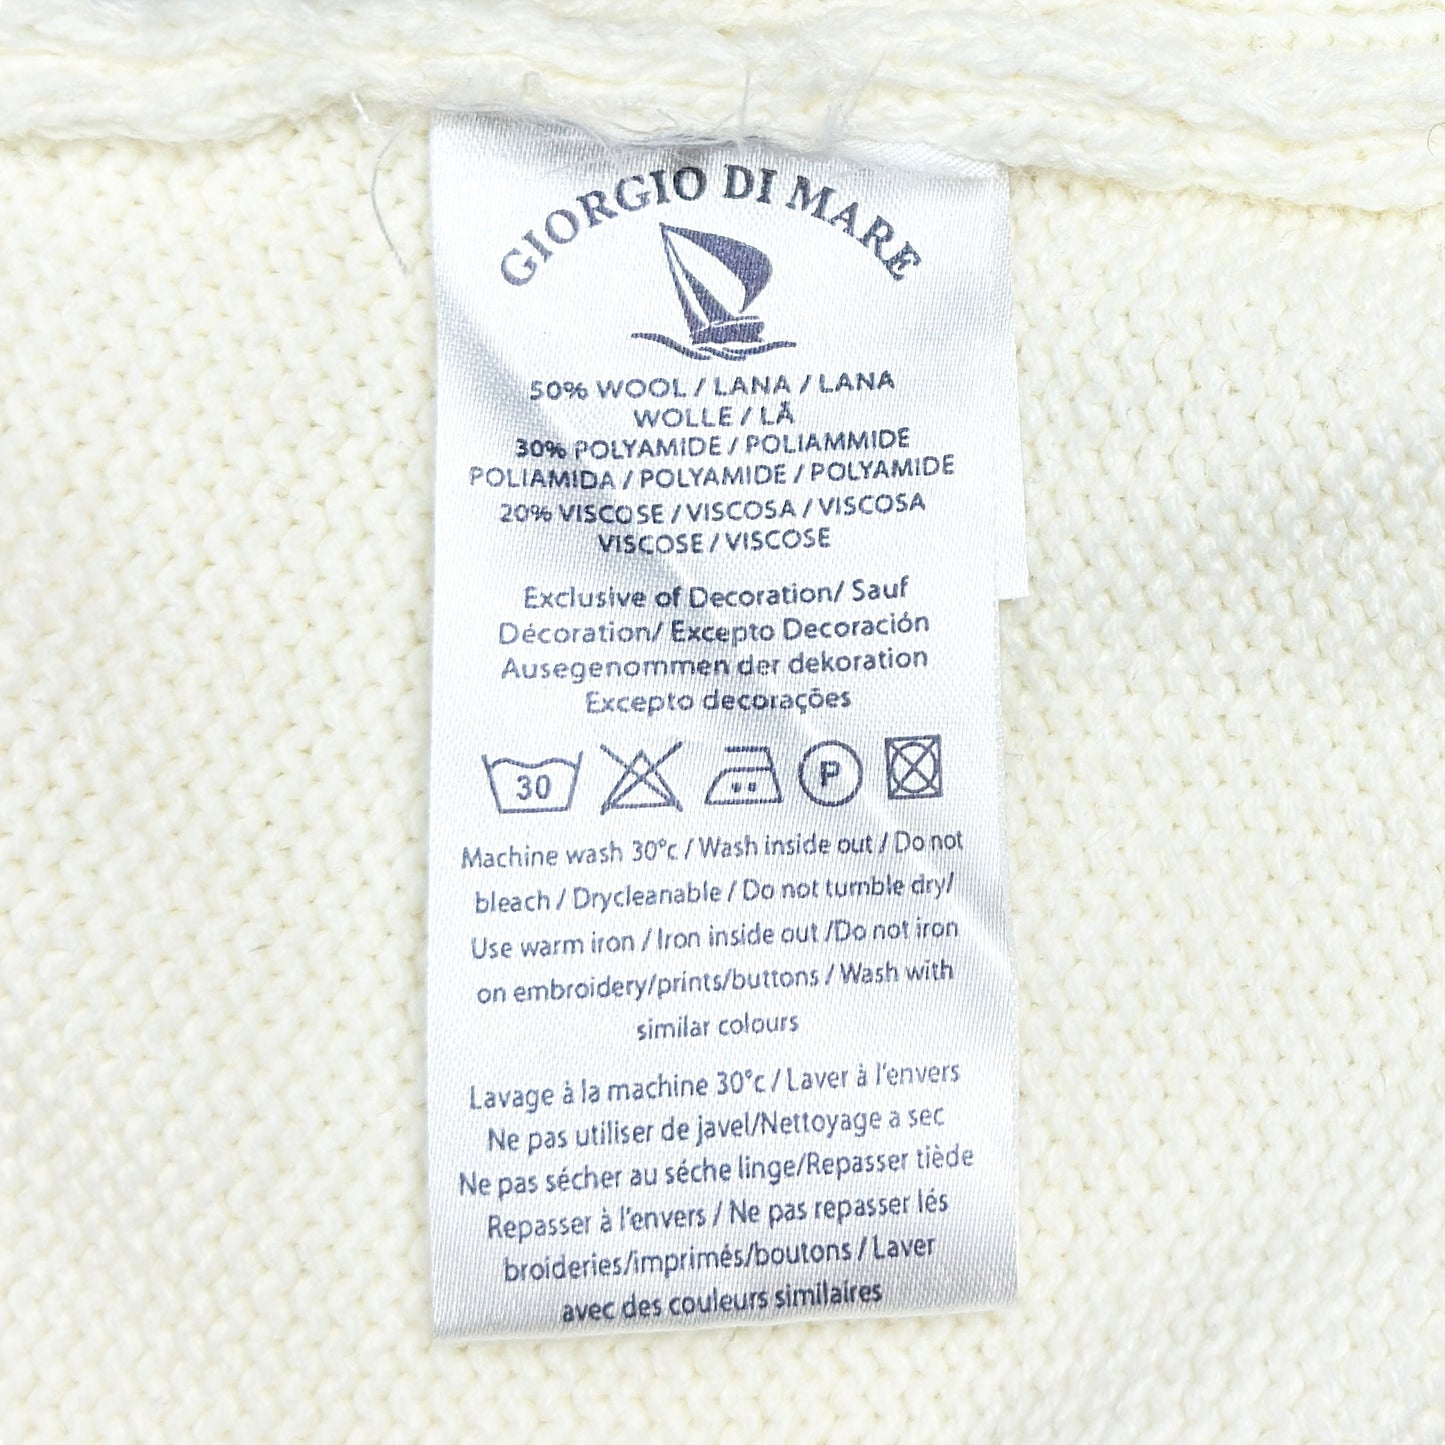 GIORGIO DI MARE
50% WOOL / LANA / LANA
WOLLE / LÃ
30% POLYAMIDE / POLIAMMIDE
POLIAMIDA / POLYAMIDE / POLYAMIDE
20% VISCOSE / VISCOSA / VISCOSA
VISCOSE / VISCOSE
Exclusive of Decoration/ Sauf
Décoration/ Excepto Decoración
Ausegenommen der dekoration
Excepto decorações
30 P
Machine wash 30°c / Wash inside out / Do not
bleach / Drycleanable / Do not tumble dry/
Use warm iron / Iron inside out /Do not iron
on embroidery/prints/buttons / Wash with
similar colours
Lavage à la machine 30°c / Laver à l'envers
Ne pas utiliser de javel/Nettoyage a sec
Ne pas sécher au séche linge/Repasser tiède
Repasser à l'envers / Ne pas repasser lés
broideries/imprimés/boutons / Laver
avec des couleurs similaires